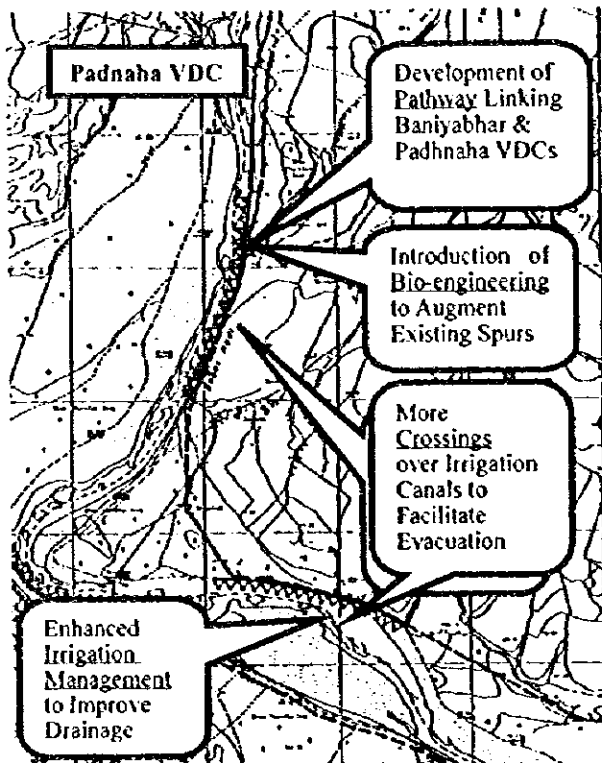 Padnaha VDC
Development of
Pathway Linking
Baniyabhar &
Padhnaha VDCs
Introduction of
Bio-engineering
to Augment
Existing Spurs
More
Crossings
over Irrigation
Canals to
Facilitate
Evacuation
Enhanced
Irrigation
Management
to Improve
Drainage